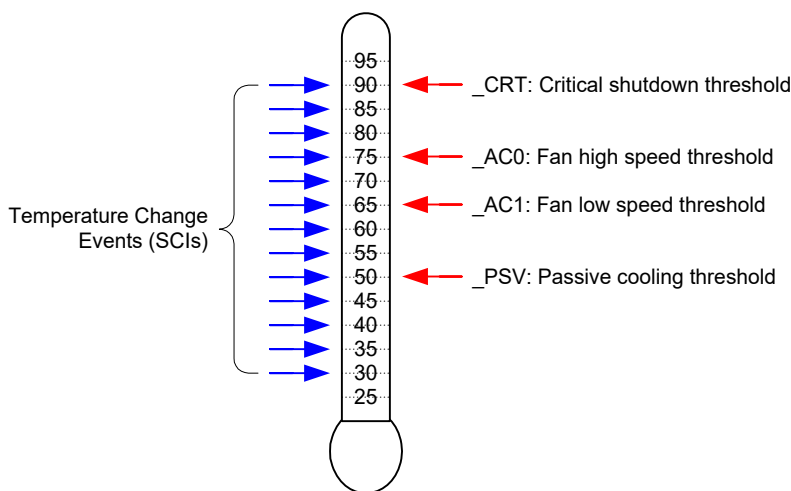 95
90
85
80
75
70
65
60
55
50
45
40
35
30
25
Temperature Change
Events (SCIs)
_CRT: Critical shutdown threshold
_AC0: Fan high speed threshold
_AC1: Fan low speed threshold
_PSV: Passive cooling threshold